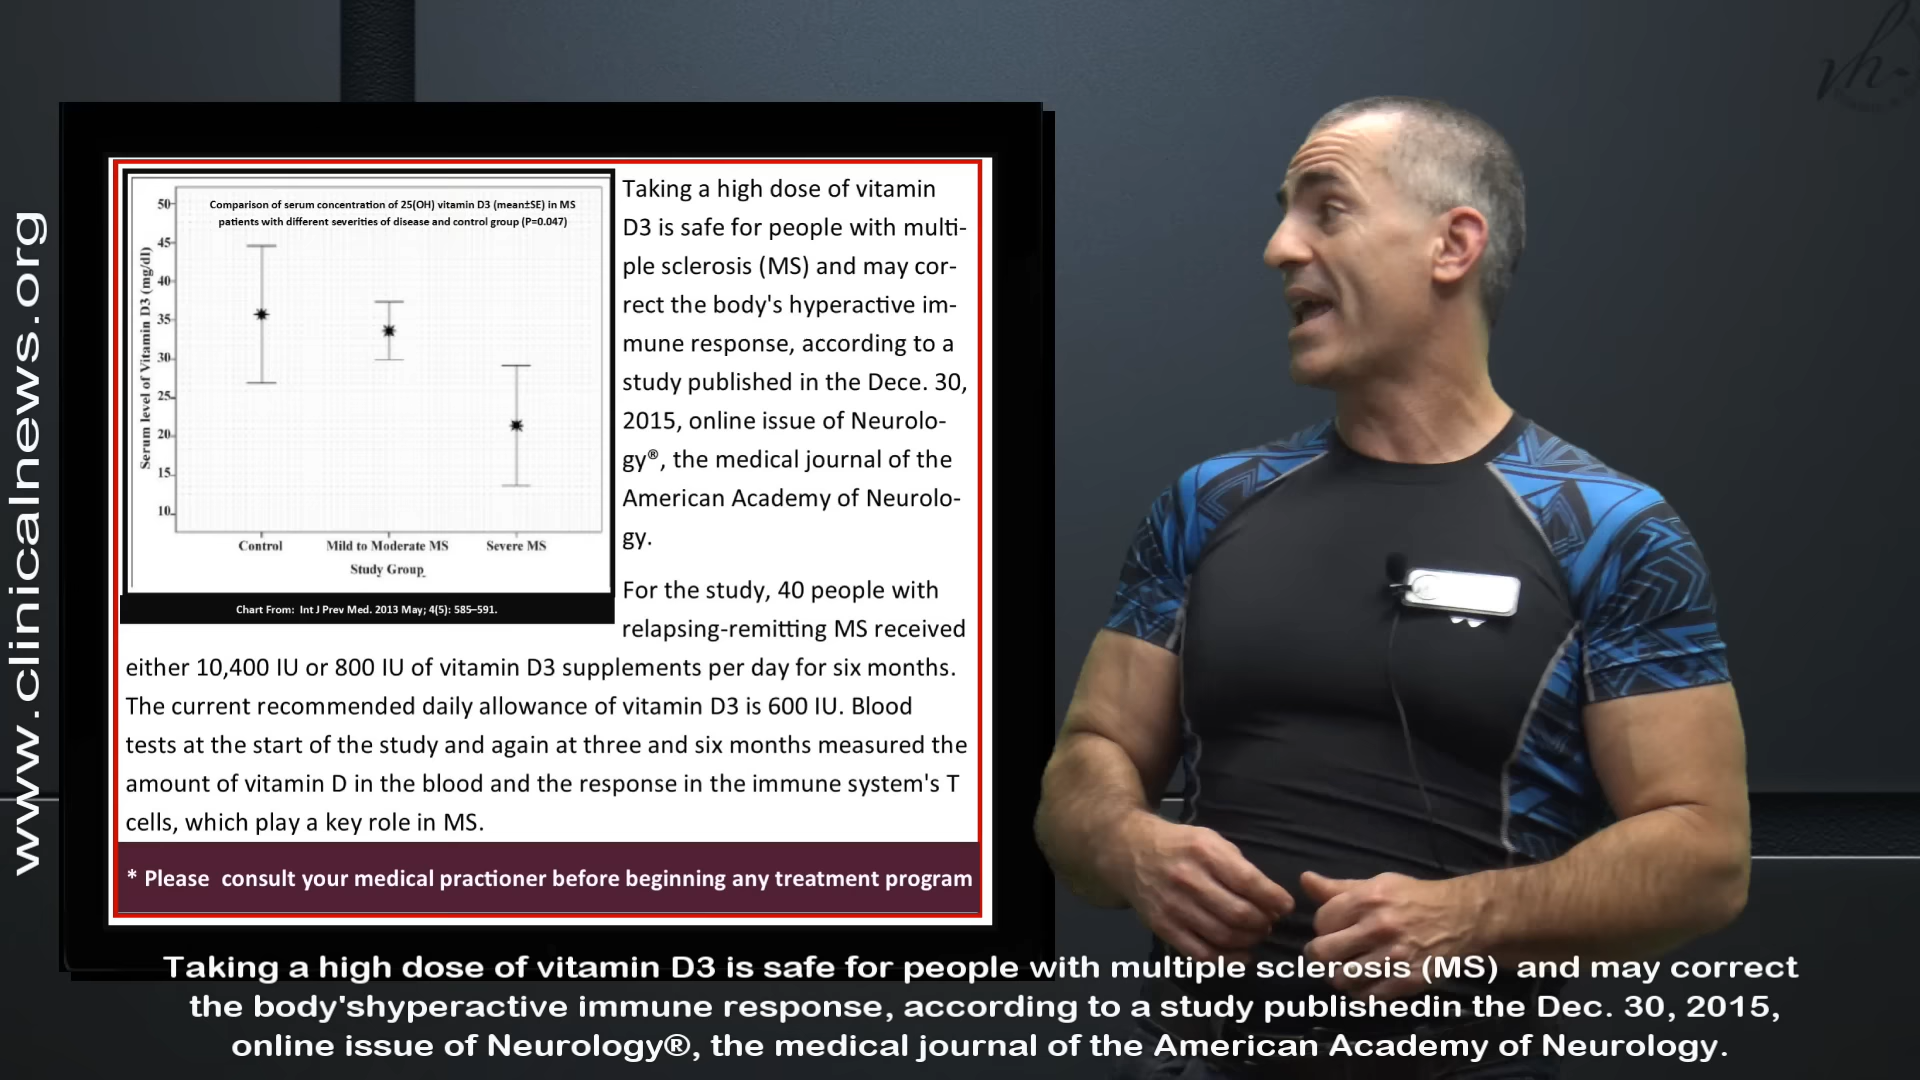 www.clinicalnews.org
Comparison of serum concentration of 25(OH) vitamin D3 (mean±SE) in MS
patients with different severities of disease and control group (P=0.047)
Serum level of Vitamin D3 (mg/dl)
50
45
40
35
30
25
20
15
10
Control Mild to Moderate MS Severe MS
Study Group
Chart From: Int J Prev Med. 2013 May; 4(5): 585–591.
Taking a high dose of vitamin
D3 is safe for people with multi-
ple sclerosis (MS) and may cor-
rect the body's hyperactive im-
mune response, according to a
study published in the Dece. 30,
2015, online issue of Neurolo-
gy®, the medical journal of the
American Academy of Neurolo-
gy.
For the study, 40 people with
relapsing-remitting MS received
either 10,400 IU or 800 IU of vitamin D3 supplements per day for six months.
The current recommended daily allowance of vitamin D3 is 600 IU. Blood
tests at the start of the study and again at three and six months measured the
amount of vitamin D in the blood and the response in the immune system's T
cells, which play a key role in MS.
* Please consult your medical practioner before beginning any treatment program
Taking a high dose of vitamin D3 is safe for people with multiple sclerosis (MS) and may correct
the body'shyperactive immune response, according to a study publishedin the Dec. 30, 2015,
online issue of Neurology®, the medical journal of the American Academy of Neurology.